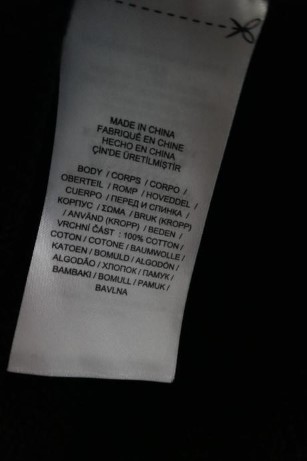 MADE IN CHINA
FABRIQUÉ EN CHINE
HECHO EN CHINA
ÇİN'DE ÜRETİLMİŞTİR
BODY / CORPS / CORPO /
OBERTEIL / ROMP / HOVEDDEL /
CUERPO / ПЕРЕД И СПИНКА /
КОРПУС / ΣΩΜΑ / BRUK (KROPP)
/ ANVÄND (KROPP) / BEDEN /
VRCHNÍ ČÁST : 100% COTTON /
COTON / COTONE / BAUMWOLLE /
KATOEN / BOMULD / ALGODÓN /
ALGODÃO / ХЛОПОК / ПАМУК /
BAMBAKI / BOMULL / PAMUK /
BAVLNA